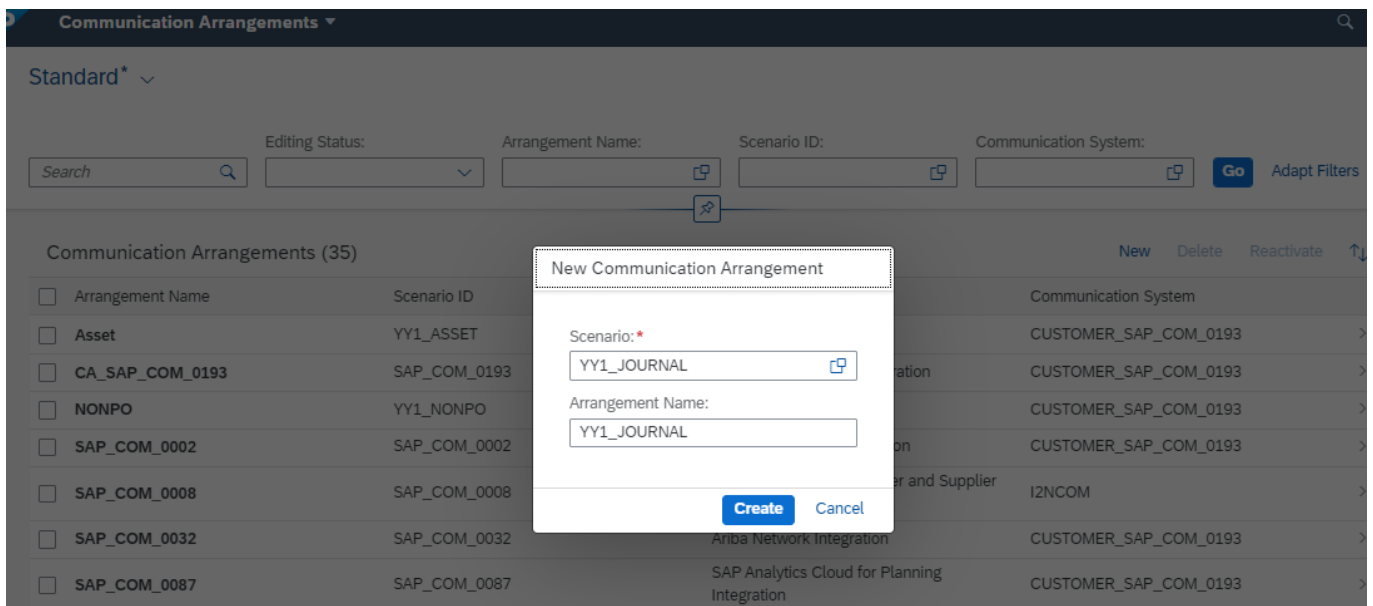 Communication Arrangements
Standard*
Editing Status: Arrangement Name: Scenario ID: Communication System:
Search Go Adapt Filters
Communication Arrangements (35) New Delete Reactivate
Arrangement Name Scenario ID Communication System
Asset YY1_ASSET CUSTOMER_SAP_COM_0193
CA_SAP_COM_0193 SAP_COM_0193 CUSTOMER_SAP_COM_0193
NONPO YY1_NONPO CUSTOMER_SAP_COM_0193
SAP_COM_0002 SAP_COM_0002 CUSTOMER_SAP_COM_0193
SAP_COM_0008 SAP_COM_0008 and Supplier I2NCOM
SAP_COM_0032 SAP_COM_0032 Ariba Network Integration CUSTOMER_SAP_COM_0193
SAP_COM_0087 SAP_COM_0087 SAP Analytics Cloud for Planning
Integration CUSTOMER_SAP_COM_0193
New Communication Arrangement
Scenario:*
YY1_JOURNAL
Arrangement Name:
YY1_JOURNAL
Create Cancel